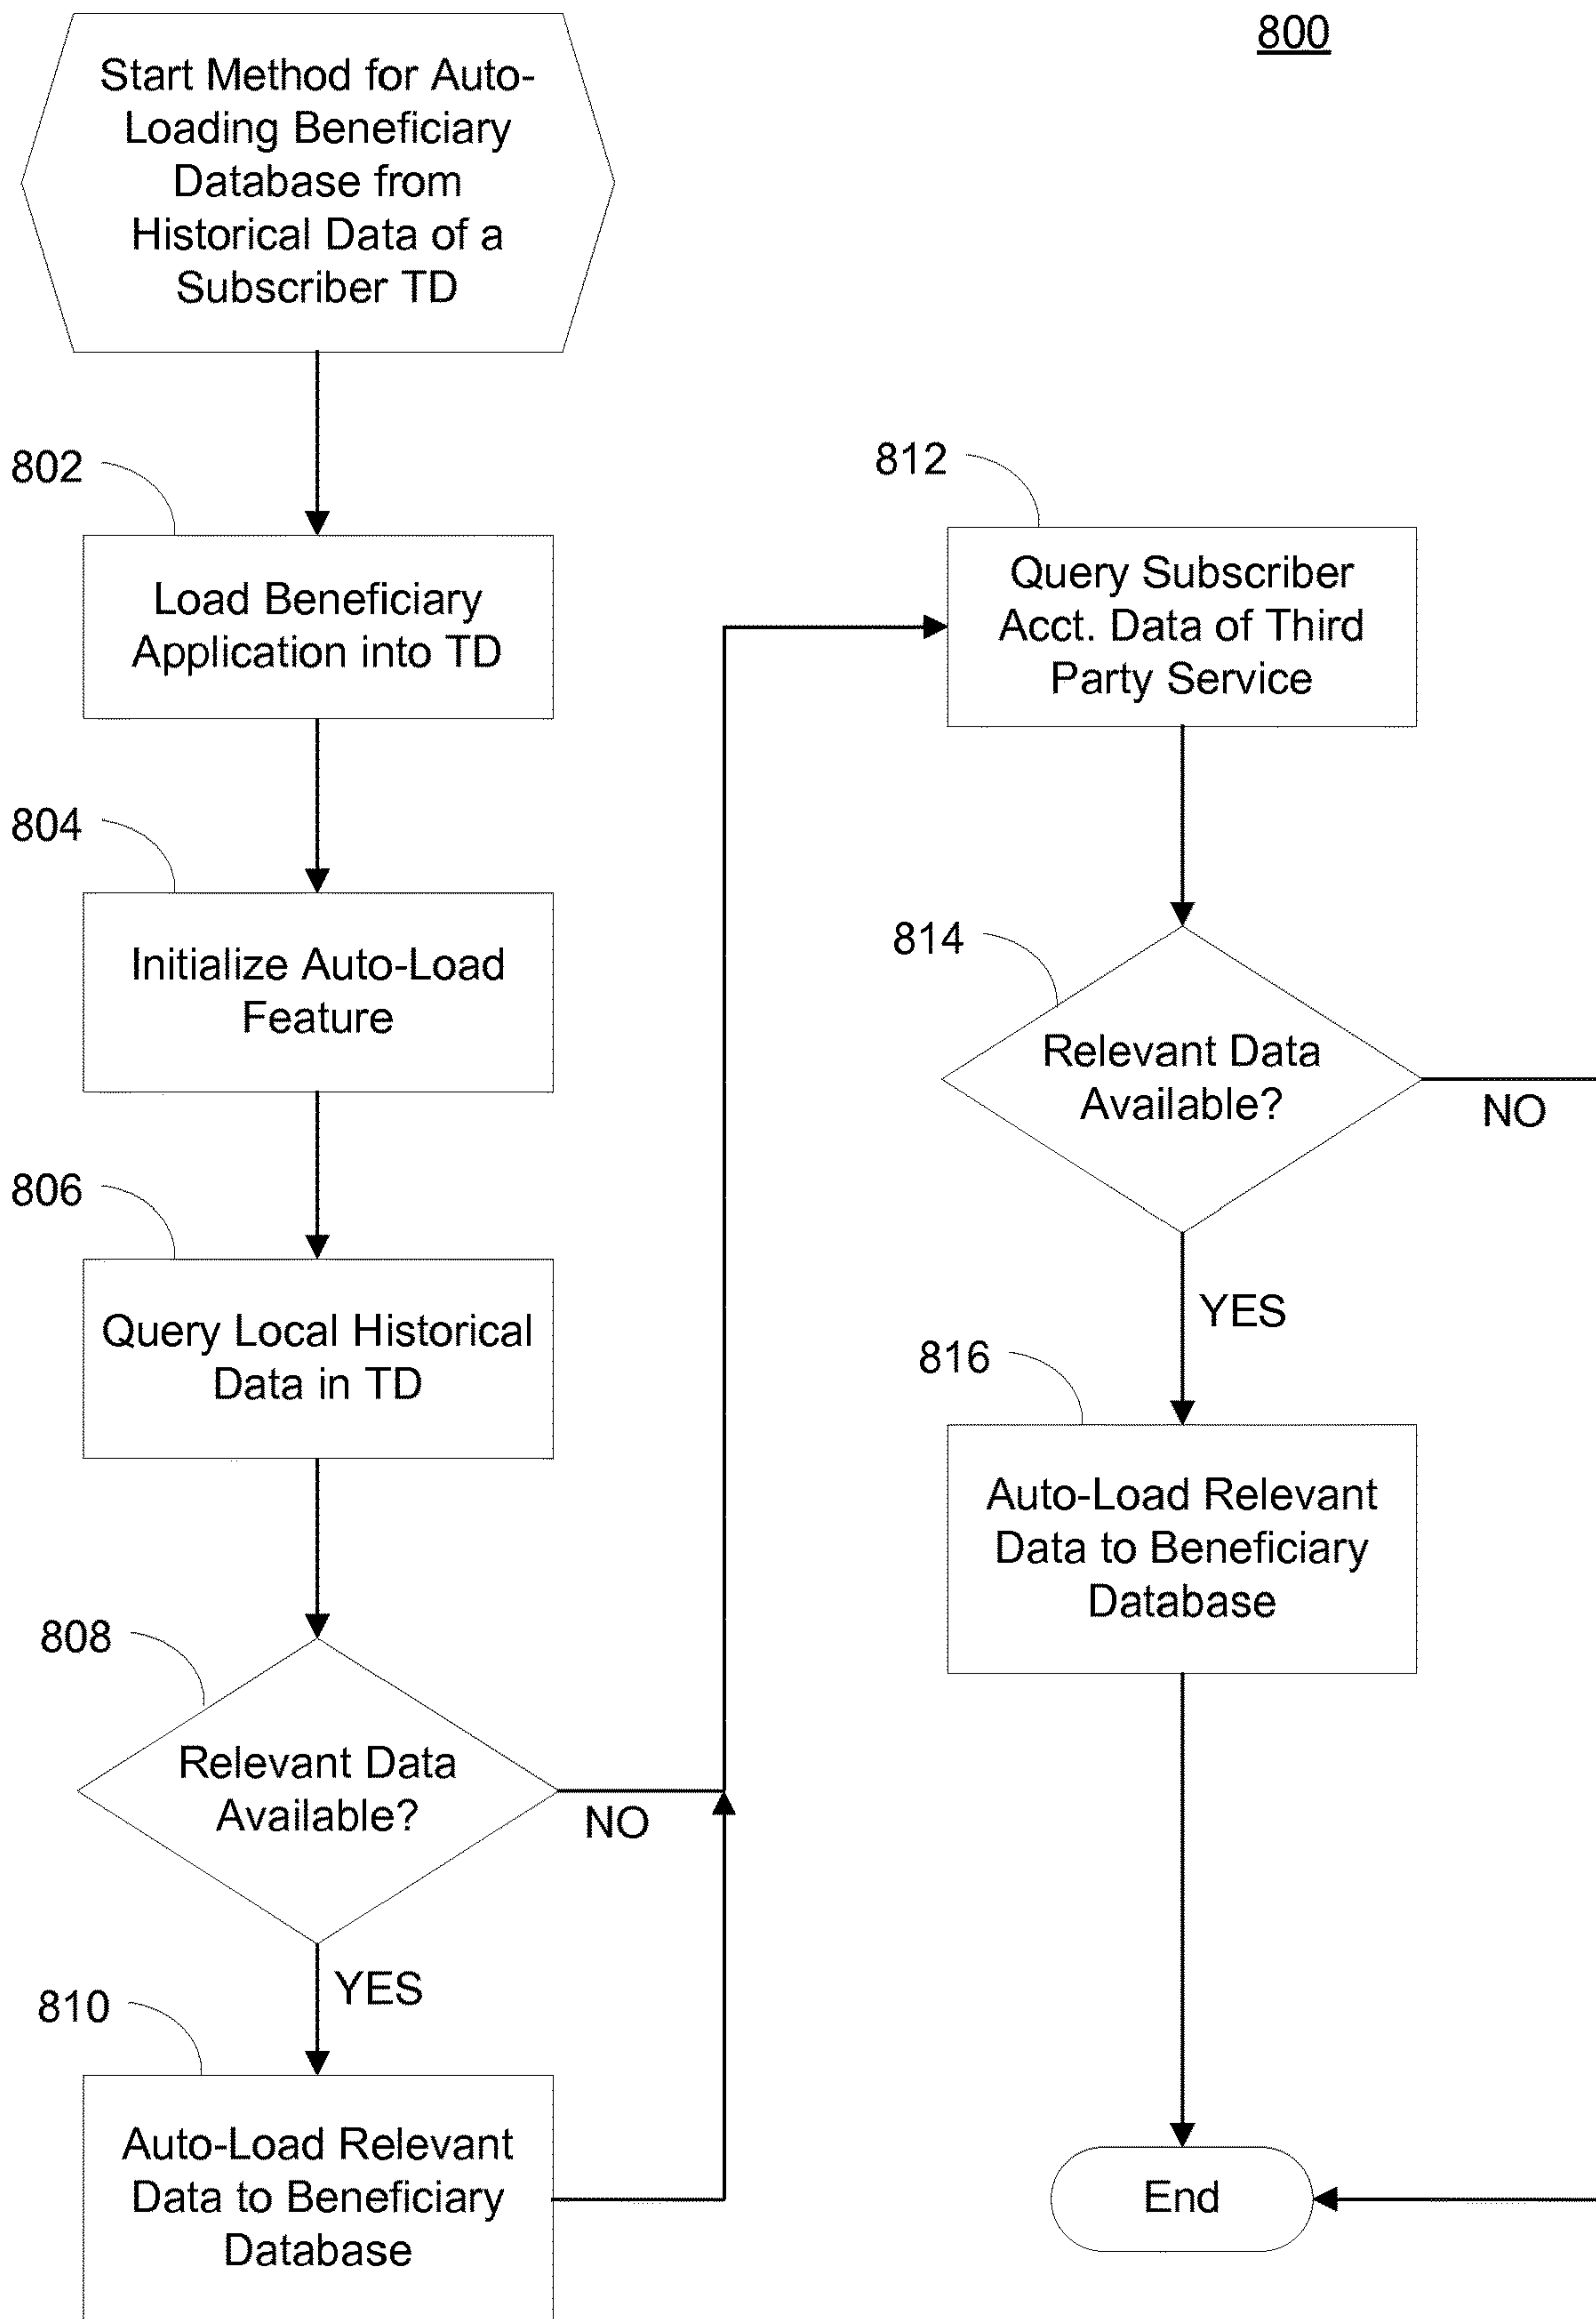 800
Start Method for Auto-
Loading Beneficiary
Database from
Historical Data of a
Subscriber TD
802
Load Beneficiary
Application into TD
804
Initialize Auto-Load
Feature
806
Query Local Historical
Data in TD
808
Relevant Data
Available?
NO
YES
810
Auto-Load Relevant
Data to Beneficiary
Database
812
Query Subscriber
Acct. Data of Third
Party Service
814
Relevant Data
Available?
NO
YES
816
Auto-Load Relevant
Data to Beneficiary
Database
End